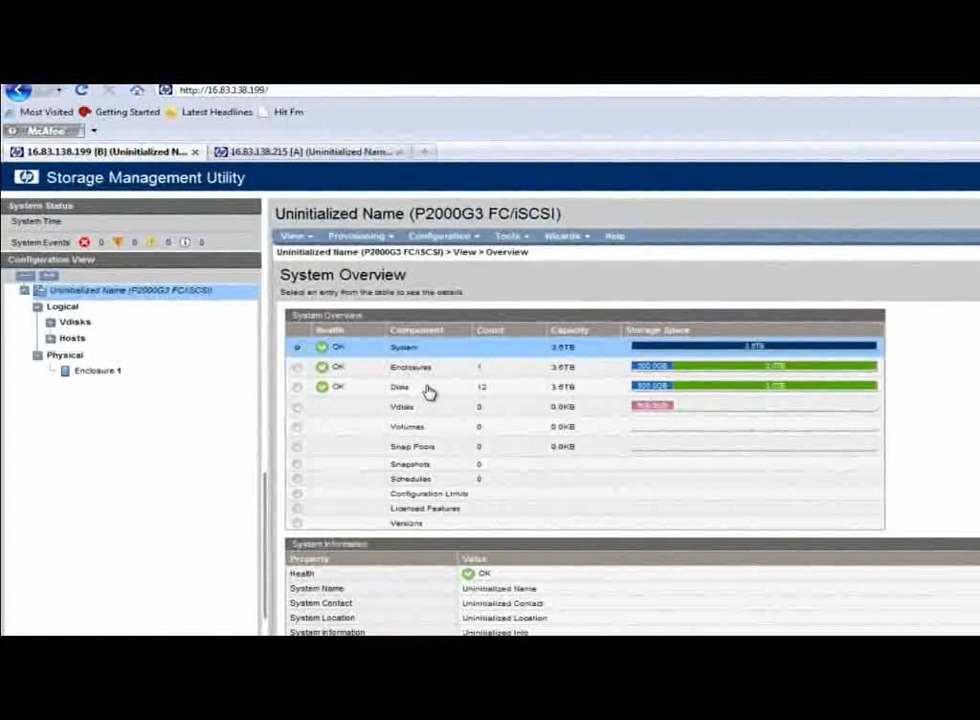 http://16.83.138.199/
Most Visited Getting Started Latest Headlines Hit Fm
McAfee
16.83.138.199 [B] (Uninitialized N... 16.83.138.215 [A] (Uninitialized Nam...
hp Storage Management Utility
Systems Status
System Time
System Events 0 0 0 0
Configuration View
Uninitialized Name (P2000G3 FC/iSCSI)
Logical
Vdisks
Hosts
Physical
Enclosure 1
Uninitialized Name (P2000G3 FC/iSCSI)
View Provisioning Configuration Tools Wizards Help
Uninitialized Name (P2000G3 FC/iSCSI) > View > Overview
System Overview
Select an entry from the table to see the details
System Overview
Health Component Count Capacity Storage Space
OK System 3.6TB 3.6TB
OK Enclosures 1 3.6TB
OK Disks 12 3.6TB
Vdisks 0 0.0KB
Volumes 0 0.0KB
Snap Pools 0 0.0KB
Snapshots 0
Schedules 0
Configuration Limits
Licensed Features
Versions
System Information
Property Value
Health OK
System Name Uninitialized Name
System Contact Uninitialized Contact
System Location Uninitialized Location
System Information Uninitialized Info